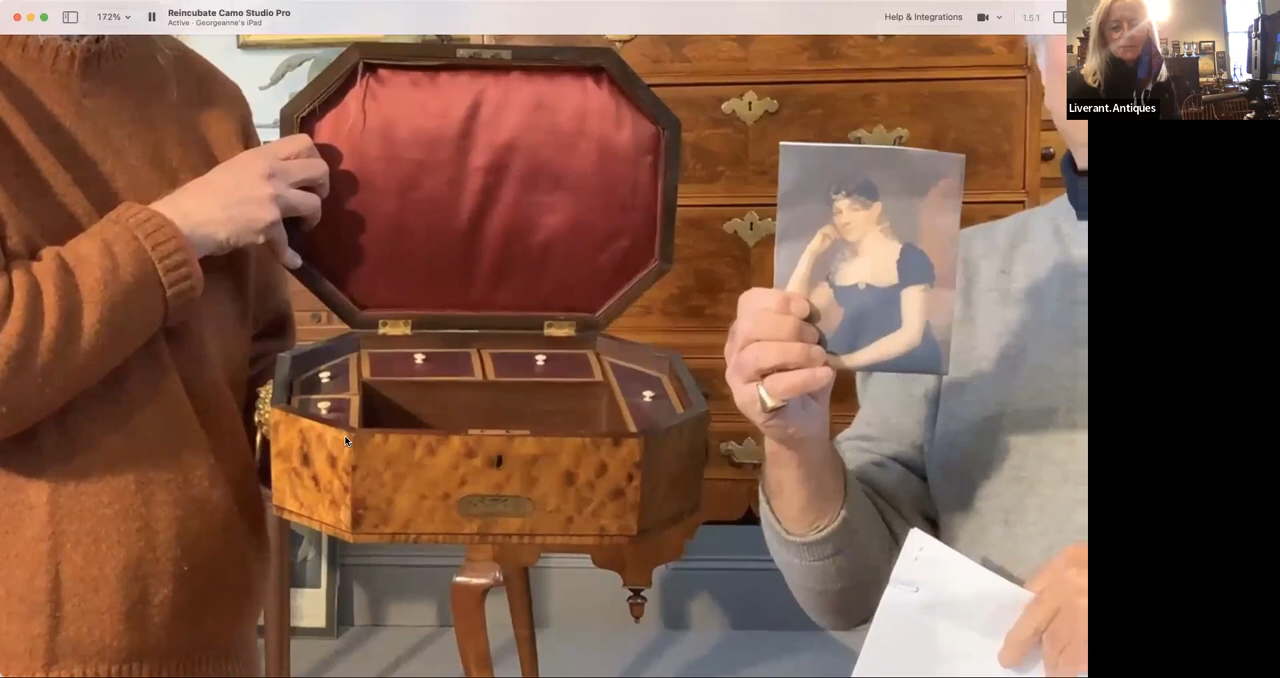 172%
Reincubate Camo Studio Pro
Active - Georgeanne's iPad
Help & Integrations
1.5.1
Liverant.Antiques